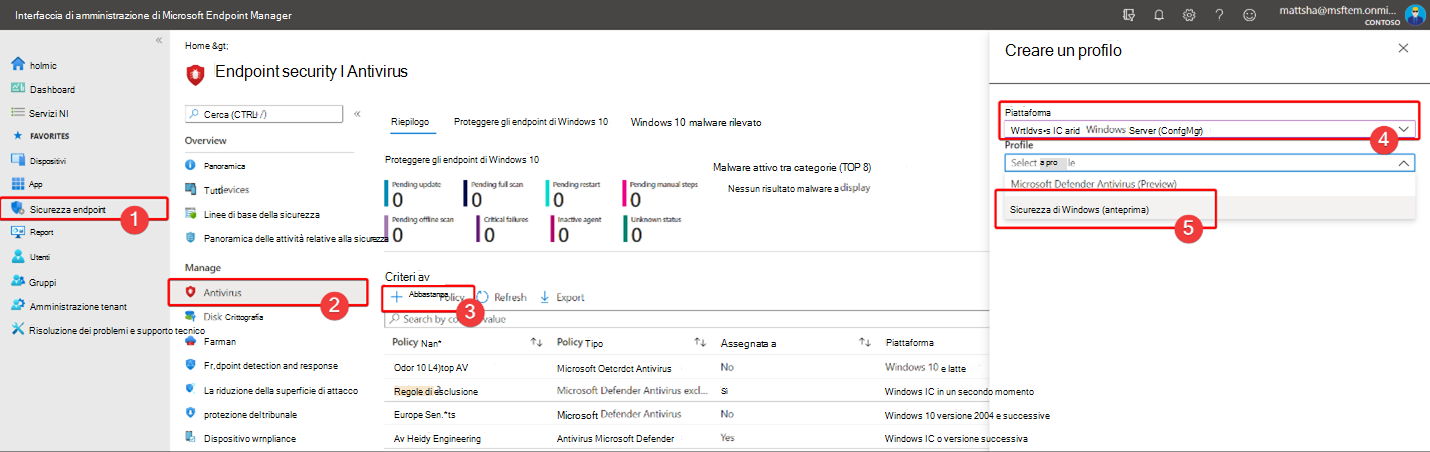 Interfaccia di amministrazione di Microsoft Endpoint Manager
mattsha@msftem.onmi...
CONTOSO
holmic
Dashboard
Servizi NI
FAVORITES
Dispositivi
App
Sicurezza endpoint
1
Report
Utenti
Gruppi
Amministrazione tenant
Risoluzione dei problemi e supporto tecnico
Home &gt;
Endpoint security | Antivirus
Cerca (CTRL+/)
Overview
Panoramica
Tuttdevices
Linee di base della sicurezza
Panoramica delle attività relative alla sicurezza
Manage
Antivirus
2
Disk Crittografia
Farman
Fr,dpoint detection and response
La riduzione della superficie di attacco
protezione deltribunale
Dispositivo wrnpliance
Riepilogo
Proteggere gli endpoint di Windows 10
Windows 10 malware rilevato
Proteggere gli endpoint di Windows 10
Pending update
0
Pending full scan
0
Pending restart
0
Pending manual steps
0
Pending offline scan
0
Critical failures
0
Inactive agent
0
Unknown status
0
Malware attivo tra categorie (TOP 8)
Nessun risultato malware a display
Criteri av
Abbastanza Policy
3
Refresh
Export
Search by co value
Policy Nan* Policy Tipo Assegnata a Piattaforma
Odor 10 L4)top AV Microsoft Oetcrdct Antivirus No Windows 10 e latte
Regole di esclusione Microsoft Defender Antivirus excl... Sì Windows IC in un secondo momento
Europe Sen.*ts Microsoft Defender Antivirus No Windows 10 versione 2004 e successive
Av Heidy Engineering Antivirus Microsoft Defender Yes Windows IC o versione successiva
Creare un profilo
Piattaforma
Wrtldvs+s IC arid Windows Server (ConfgMgr)
4
Profile
Select a pro le
Microsoft Defender Antivirus (Preview)
Sicurezza di Windows (anteprima)
5